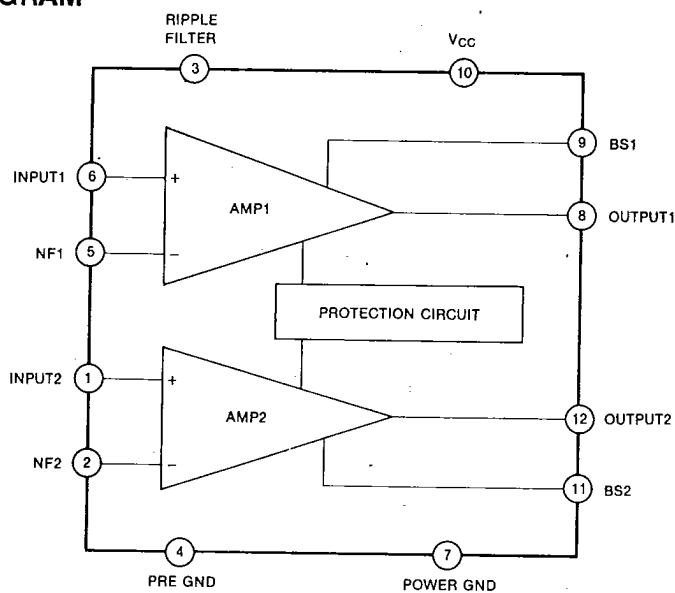 GRAM
RIPPLE
FILTER
Vcc
3
10
9
BS1
INPUT1
6
+
AMP1
8
OUTPUT1
NF1
5
−
PROTECTION CIRCUIT
INPUT2
1
+
AMP2
12
OUTPUT2
NF2
2
−
11
BS2
4
7
PRE GND
POWER GND